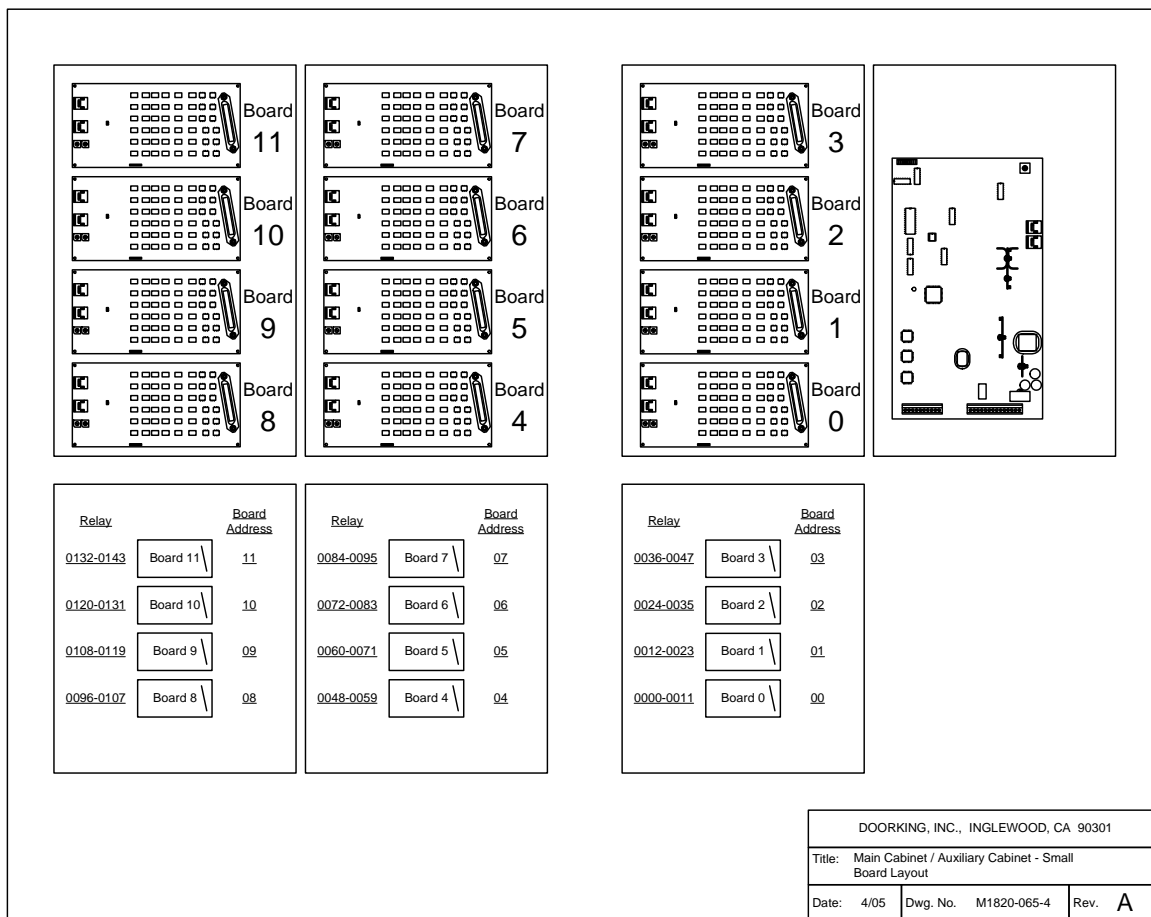 Board
11
Board
10
Board
9
Board
8
Board
7
Board
6
Board
5
Board
4
Board
3
Board
2
Board
1
Board
0
Relay Board Address
0132-0143 Board 11 11
0120-0131 Board 10 10
0108-0119 Board 9 09
0096-0107 Board 8 08
Relay Board Address
0084-0095 Board 7 07
0072-0083 Board 6 06
0060-0071 Board 5 05
0048-0059 Board 4 04
Relay Board Address
0036-0047 Board 3 03
0024-0035 Board 2 02
0012-0023 Board 1 01
0000-0011 Board 0 00
DOORKING, INC., INGLEWOOD, CA 90301
Title: Main Cabinet / Auxiliary Cabinet - Small
Board Layout
Date: 4/05 Dwg. No. M1820-065-4 Rev. A